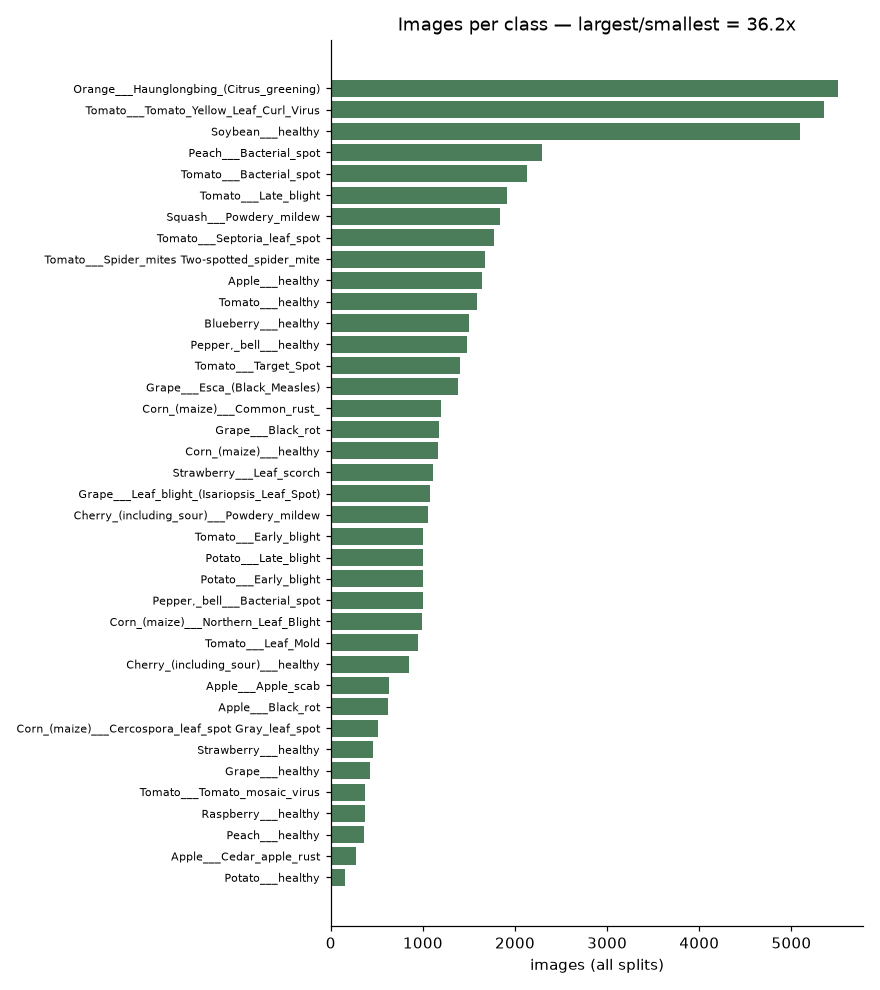 Images per class — largest/smallest = 36.2x
Orange___Haunglongbing_(Citrus_greening)
Tomato___Tomato_Yellow_Leaf_Curl_Virus
Soybean___healthy
Peach___Bacterial_spot
Tomato___Bacterial_spot
Tomato___Late_blight
Squash___Powdery_mildew
Tomato___Septoria_leaf_spot
Tomato___Spider_mites Two-spotted_spider_mite
Apple___healthy
Tomato___healthy
Blueberry___healthy
Pepper,_bell___healthy
Tomato___Target_Spot
Grape___Esca_(Black_Measles)
Corn_(maize)___Common_rust_
Grape___Black_rot
Corn_(maize)___healthy
Strawberry___Leaf_scorch
Grape___Leaf_blight_(Isariopsis_Leaf_Spot)
Cherry_(including_sour)___Powdery_mildew
Tomato___Early_blight
Potato___Late_blight
Potato___Early_blight
Pepper,_bell___Bacterial_spot
Corn_(maize)___Northern_Leaf_Blight
Tomato___Leaf_Mold
Cherry_(including_sour)___healthy
Apple___Apple_scab
Apple___Black_rot
Corn_(maize)___Cercospora_leaf_spot Gray_leaf_spot
Strawberry___healthy
Grape___healthy
Tomato___Tomato_mosaic_virus
Raspberry___healthy
Peach___healthy
Apple___Cedar_apple_rust
Potato___healthy
0 1000 2000 3000 4000 5000
images (all splits)